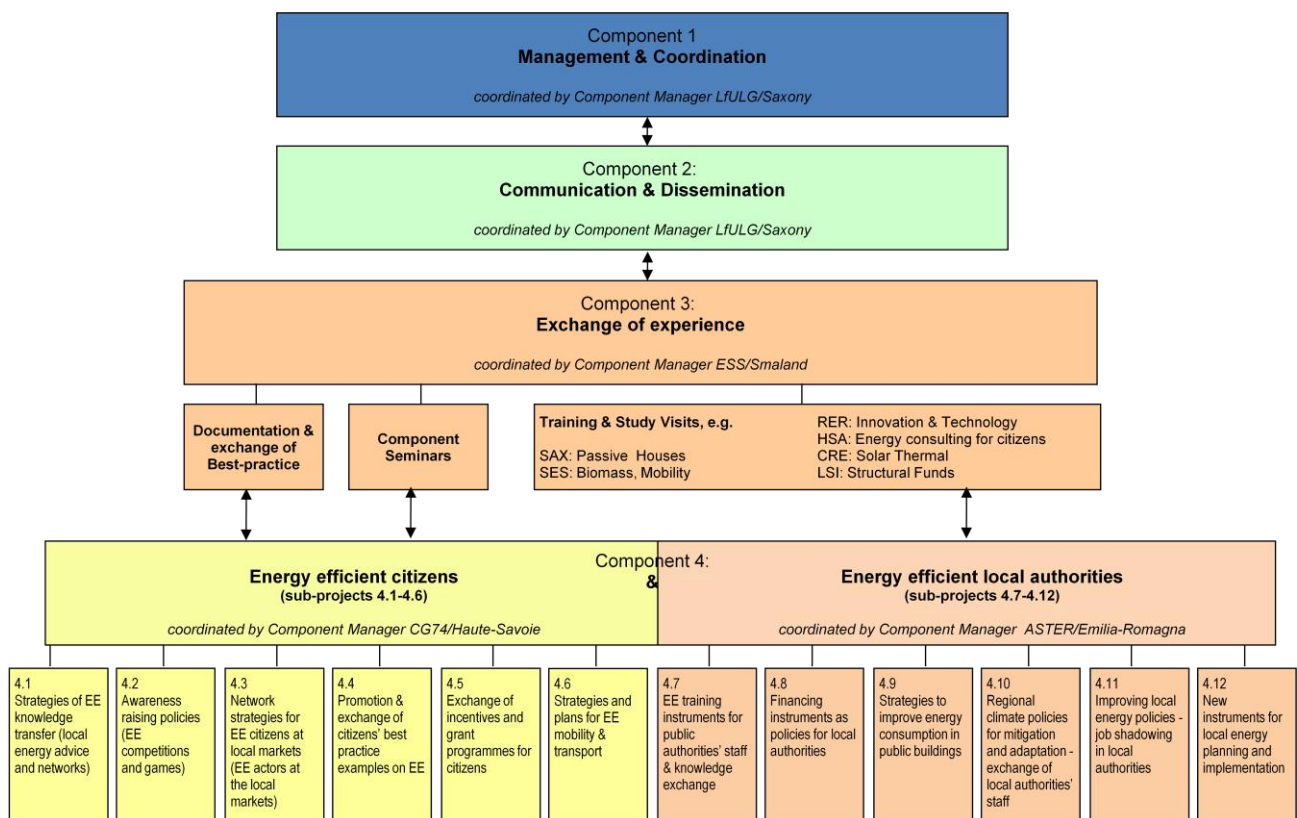 Component 1
Management & Coordination
coordinated by Component Manager LfULG/Saxony
Component 2:
Communication & Dissemination
coordinated by Component Manager LfULG/Saxony
Component 3:
Exchange of experience
coordinated by Component Manager ESS/Smaland
Documentation &
exchange of
Best-practice
Component
Seminars
Training & Study Visits, e.g.
SAX: Passive Houses
SES: Biomass, Mobility
RER: Innovation & Technology
HSA: Energy consulting for citizens
CRE: Solar Thermal
LSI: Structural Funds
Component 4:
&
Energy efficient citizens
(sub-projects 4.1-4.6)
coordinated by Component Manager CG74/Haute-Savoie
Energy efficient local authorities
(sub-projects 4.7-4.12)
coordinated by Component Manager ASTER/Emilia-Romagna
4.1
Strategies of EE
knowledge
transfer (local
energy advice
and networks)
4.2
Awareness
raising policies
(EE
competitions
and games)
4.3
Network
strategies for
EE citizens at
local markets
(EE actors at
the local
markets)
4.4
Promotion &
exchange of
citizens' best
practice
examples on EE
4.5
Exchange of
incentives and
grant
programmes for
citizens
4.6
Strategies and
plans for EE
mobility &
transport
4.7
EE training
instruments for
public
authorities' staff
& knowledge
exchange
4.8
Financing
instruments as
policies for local
authorities
4.9
Strategies to
improve energy
consumption in
public buildings
4.10
Regional
climate policies
for mitigation
and adaptation -
exchange of
local authorities'
staff
4.11
Improving local
energy policies -
job shadowing
in local
authorities
4.12
New
instruments for
local energy
planning and
implementation